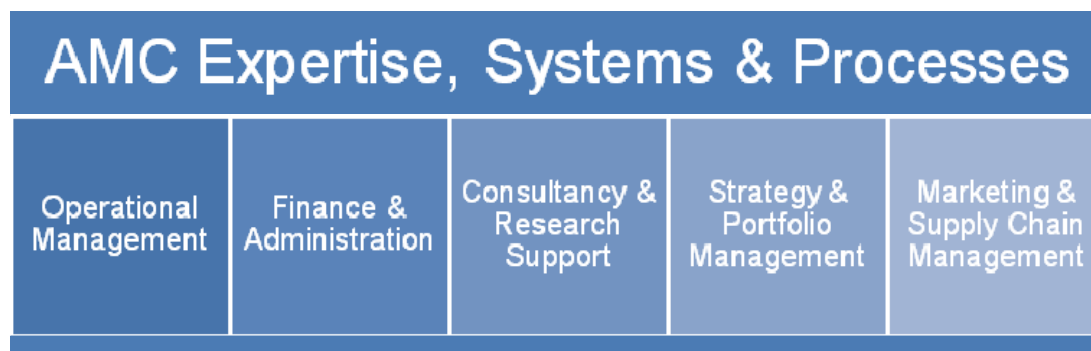 AMC Expertise, Systems & Processes
Operational
Management
Finance &
Administration
Consultancy &
Research
Support
Strategy &
Portfolio
Management
Marketing &
Supply Chain
Management